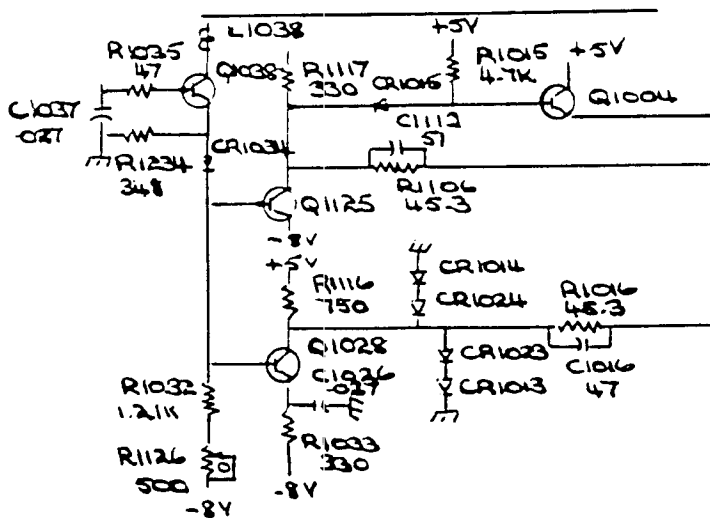 L1038
R1035
47
Q1038
C1037
.027
R1234
348
CR1034
R1117
330
CR1015
+5V
R1015
4.7K
+5V
Q1004
C1112
51
R1106
45.3
Q1125
-8V
+5V
R1116
750
CR1014
CR1024
R1016
45.3
C1016
47
Q1028
C1026
.027
CR1023
CR1013
R1032
1.21K
R1033
330
R1126
500
-8V
-8V